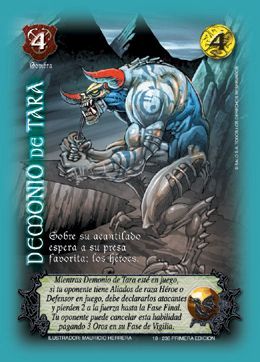 4
4
Sombra
DEMONIO DE TARA
Sobre su acantilado
espera a su presa
favorita: los héroes.
Mientras Demonio de Tara esté en juego,
si tu oponente tiene Aliados de raza Héroe o
Defensor en juego, debe declararlos atacantes
y pierden 2 a la fuerza hasta la Fase Final.
Tu oponente puede cancelar esta habilidad
pagando 3 Oros en su Fase de Vigilia.
ILUSTRADOR: MAURICIO HERRERA
PRIMERA EDICION